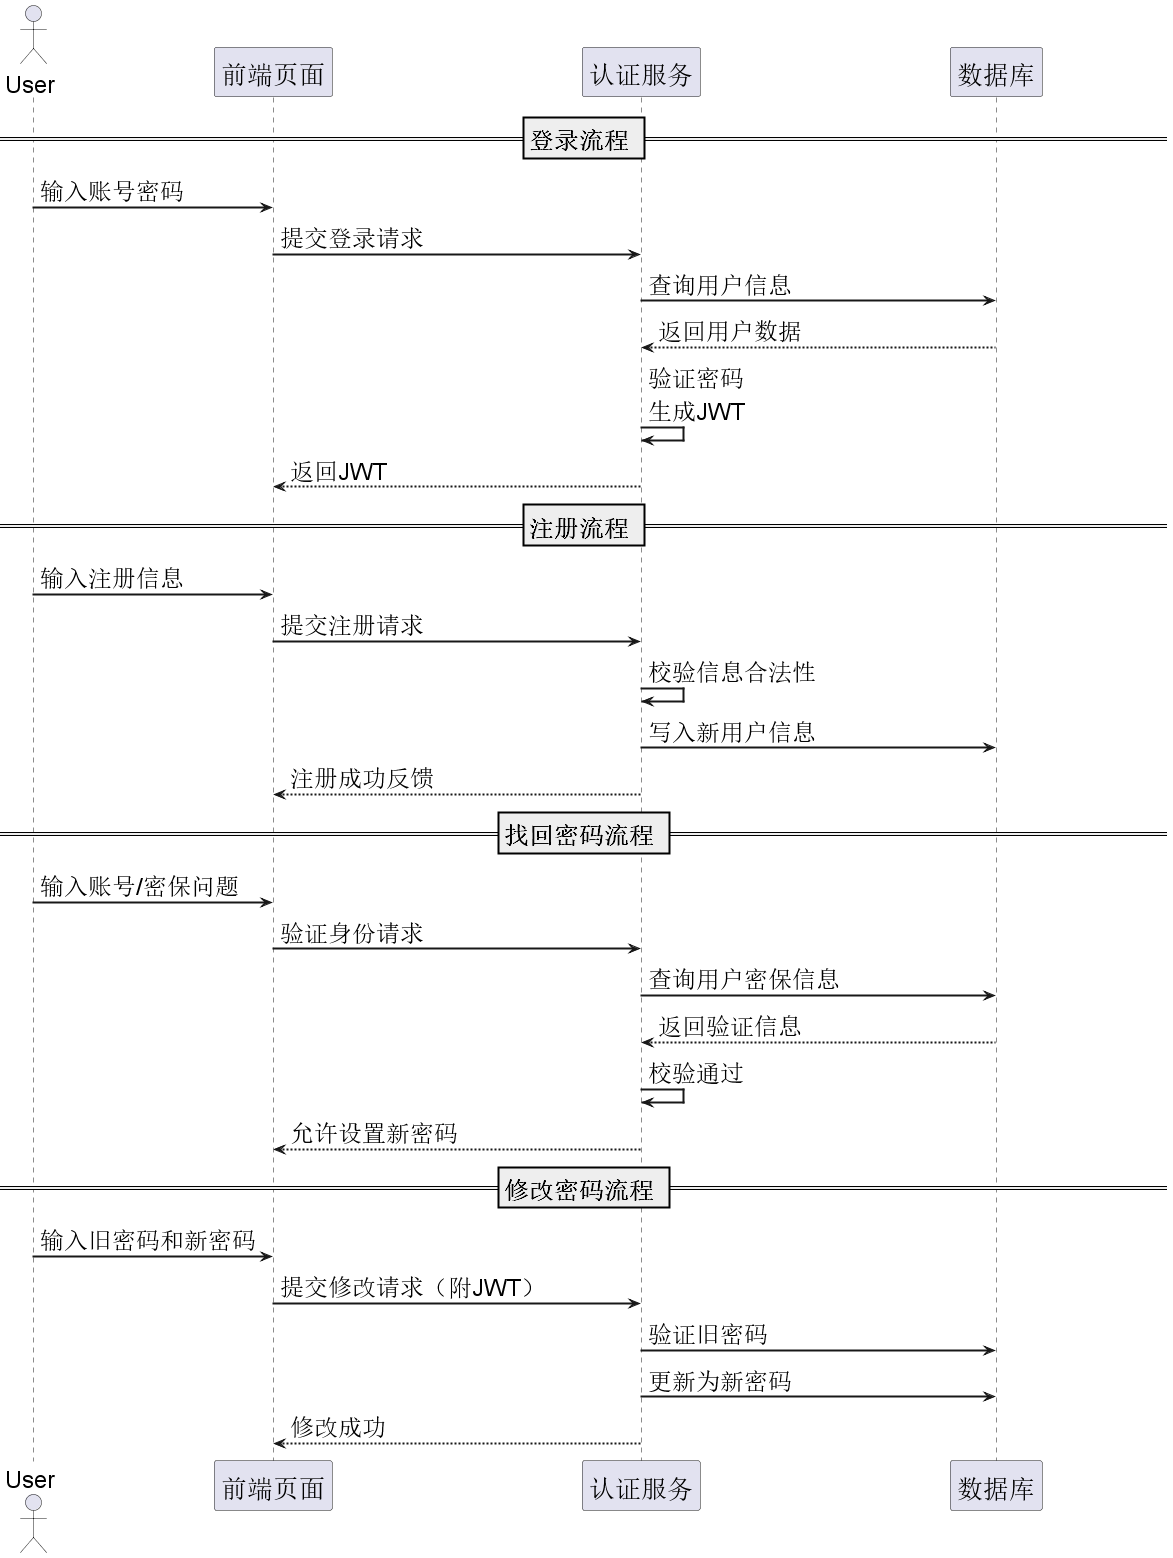 User
前端页面
认证服务
数据库
登录流程
输入账号密码
提交登录请求
查询用户信息
返回用户数据
验证密码
生成JWT
返回JWT
注册流程
输入注册信息
提交注册请求
校验信息合法性
写入新用户信息
注册成功反馈
找回密码流程
输入账号/密保问题
验证身份请求
查询用户密保信息
返回验证信息
校验通过
允许设置新密码
修改密码流程
输入旧密码和新密码
提交修改请求（附JWT）
验证旧密码
更新为新密码
修改成功
User
前端页面
认证服务
数据库